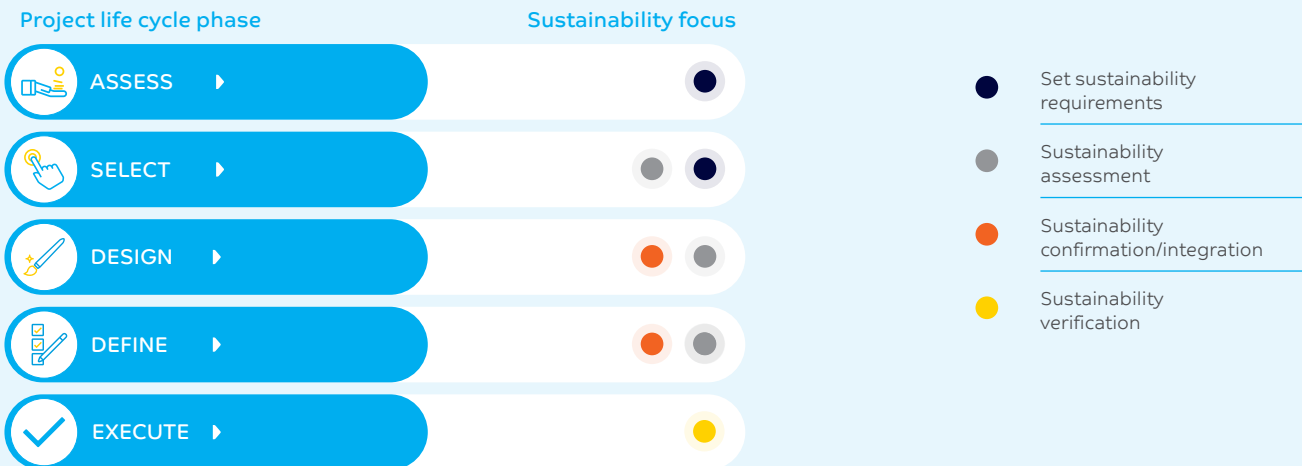 Project life cycle phase
Sustainability focus
ASSESS
SELECT
DESIGN
DEFINE
EXECUTE
Set sustainability
requirements
Sustainability
assessment
Sustainability
confirmation/integration
Sustainability
verification